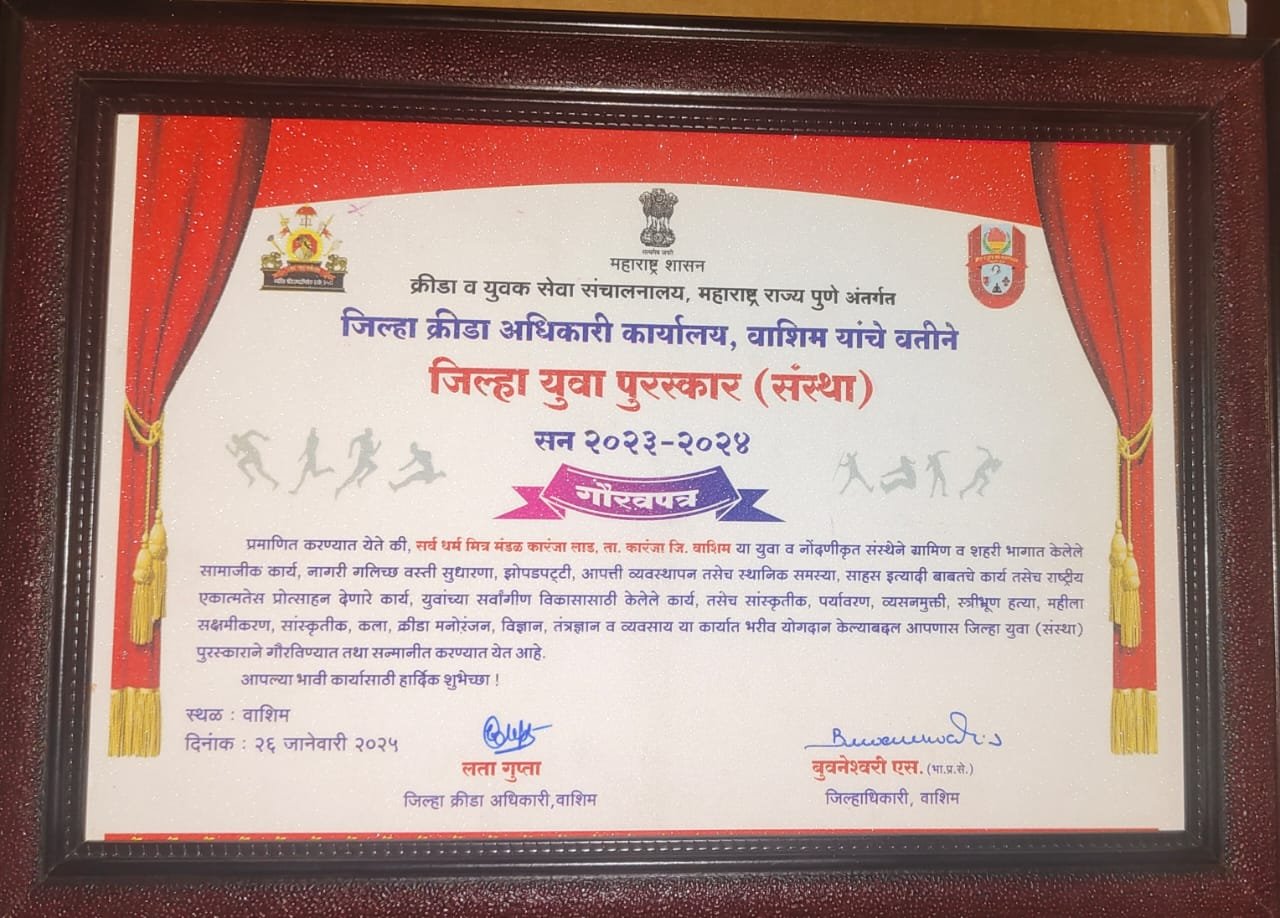 सत्यमेव जयते
महाराष्ट्र शासन
क्रीडा व युवक सेवा संचालनालय, महाराष्ट्र राज्य पुणे अंतर्गत
जिल्हा क्रीडा अधिकारी कार्यालय, वाशिम यांचे वतीने
जिल्हा युवा पुरस्कार (संस्था)
सन २०२३-२०२४
गौरवपत्र
प्रमाणित करण्यात येते की, सर्व धर्म मित्र मंडळ कारंजा लाड, ता. कारंजा जि. वाशिम या युवा व नोंदणीकृत संस्थेने ग्रामिण व शहरी भागात केलेले
सामाजीक कार्य, नागरी गलिच्छ वस्ती सुधारणा, झोपडपट्टी, आपत्ती व्यवस्थापन तसेच स्थानिक समस्या, साहस इत्यादी बाबतचे कार्य तसेच राष्ट्रीय
एकात्मतेस प्रोत्साहन देणारे कार्य, युवांच्या सर्वांगीण विकासासाठी केलेले कार्य, तसेच सांस्कृतीक, पर्यावरण, व्यसनमुक्ती, स्त्रीभ्रूण हत्या, महीला
सक्षमीकरण, सांस्कृतीक, कला, क्रीडा मनोरंजन, विज्ञान, तंत्रज्ञान व व्यवसाय या कार्यात भरीव योगदान केल्याबद्दल आपणास जिल्हा युवा (संस्था)
पुरस्काराने गौरविण्यात तथा सन्मानीत करण्यात येत आहे.
आपल्या भावी कार्यासाठी हार्दिक शुभेच्छा !
स्थळ : वाशिम
दिनांक : २६ जानेवारी २०२५
लता गुप्ता
जिल्हा क्रीडा अधिकारी,वाशिम
बुवनेश्वरी एस. (भा.प्र.से.)
जिल्हाधिकारी, वाशिम